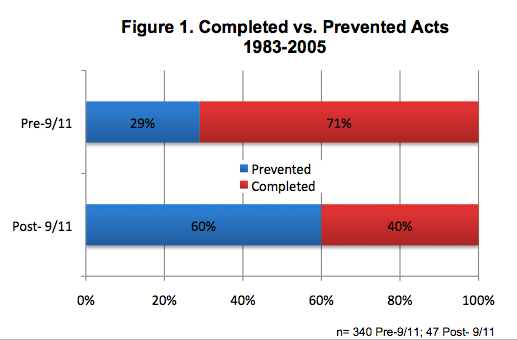 Figure 1. Completed vs. Prevented Acts
1983-2005
Pre-9/11
29%
71%
Prevented
Completed
Post- 9/11
60%
40%
0%
20%
40%
60%
80%
100%
n= 340 Pre-9/11; 47 Post- 9/11